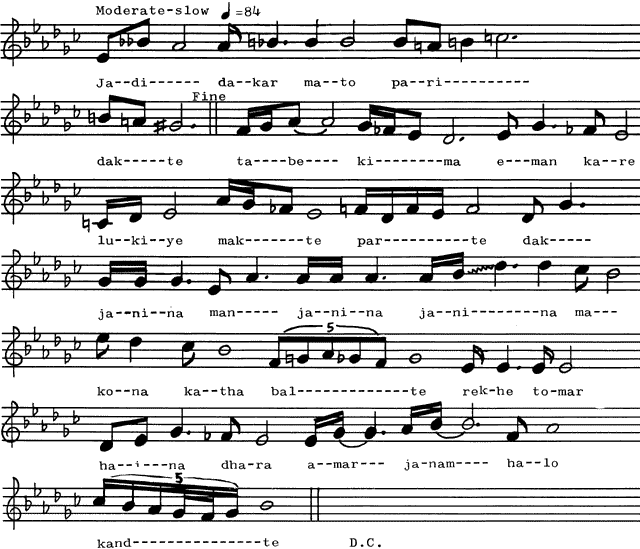 Moderate-slow ♩=84
Ja--di------ da--kar ma--to pa--ri-----------
Fine
dak----te ta---be---- ki-------ma e---man ka--re
lu--ki--ye mak-------te par--------te dak-----
ja--ni--na man----- ja--ni--na ja--ni-------na ma---
5
ko--na ka--tha bal------------te rek-he to-mar
ha--i--na dha-ra a-mar--- ja-nam---- ha-lo
5
kand---------------te D.C.